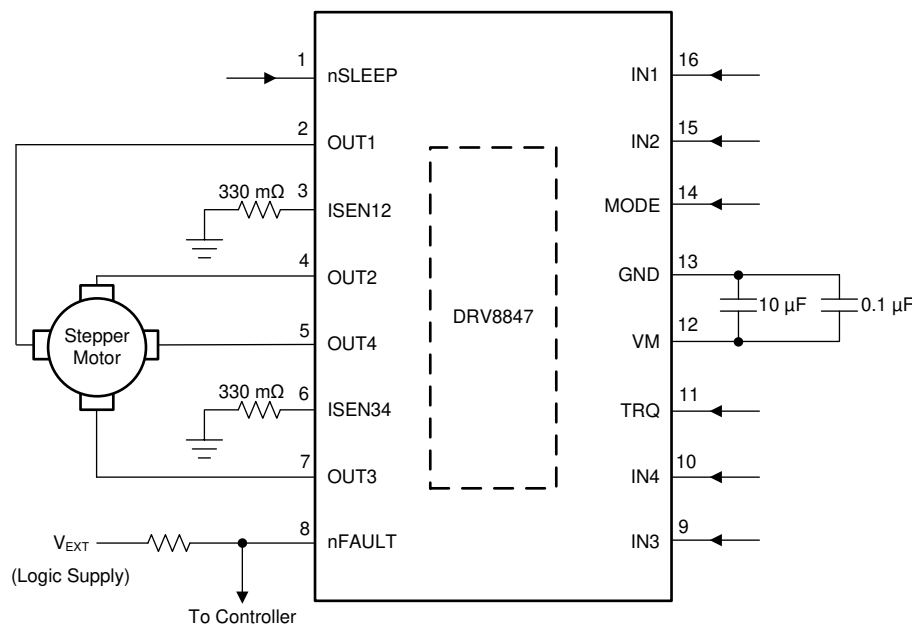 1
nSLEEP
2
OUT1
330 mΩ
3
ISEN12
4
OUT2
Stepper
Motor
5
OUT4
330 mΩ
6
ISEN34
7
OUT3
V_EXT
(Logic Supply)
8
nFAULT
To Controller
DRV8847
16
IN1
15
IN2
14
MODE
13
GND
10 µF
0.1 µF
12
VM
11
TRQ
10
IN4
9
IN3